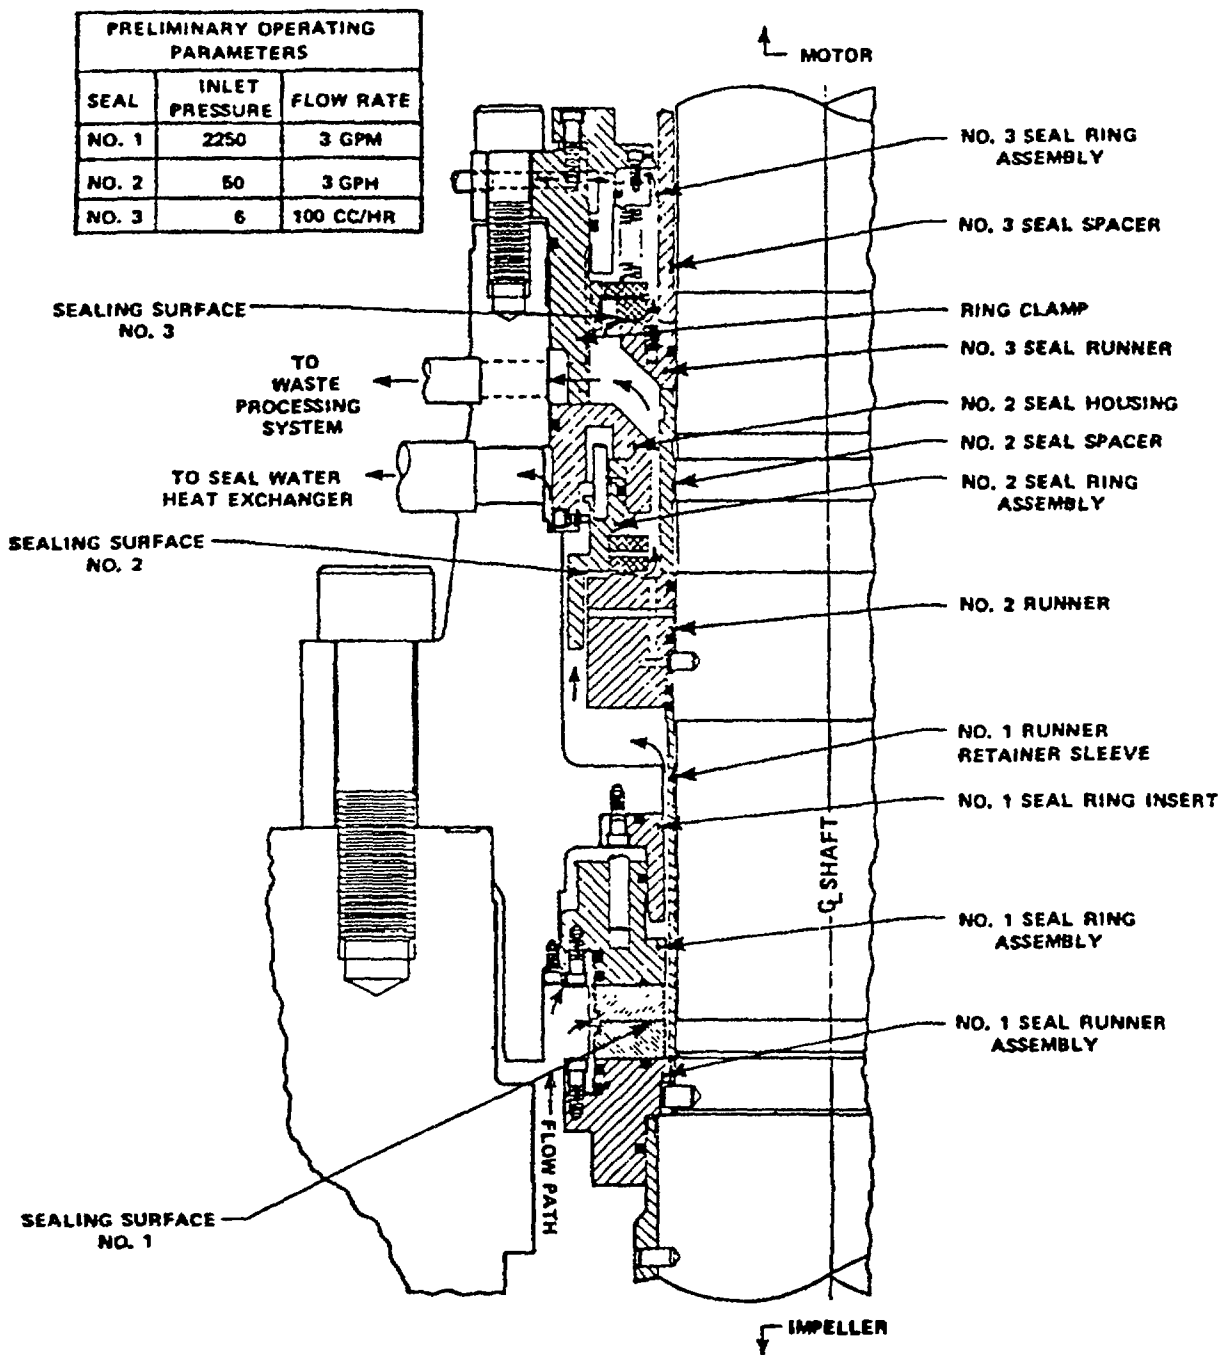 PRELIMINARY OPERATING
PARAMETERS
SEAL INLET PRESSURE FLOW RATE
NO. 1 2250 3 GPM
NO. 2 50 3 GPH
NO. 3 6 100 CC/HR
MOTOR
NO. 3 SEAL RING
ASSEMBLY
NO. 3 SEAL SPACER
SEALING SURFACE
NO. 3
RING CLAMP
NO. 3 SEAL RUNNER
TO
WASTE
PROCESSING
SYSTEM
NO. 2 SEAL HOUSING
NO. 2 SEAL SPACER
TO SEAL WATER
HEAT EXCHANGER
NO. 2 SEAL RING
ASSEMBLY
SEALING SURFACE
NO. 2
NO. 2 RUNNER
NO. 1 RUNNER
RETAINER SLEEVE
NO. 1 SEAL RING INSERT
CL SHAFT
NO. 1 SEAL RING
ASSEMBLY
NO. 1 SEAL RUNNER
ASSEMBLY
FLOW PATH
SEALING SURFACE
NO. 1
IMPELLER